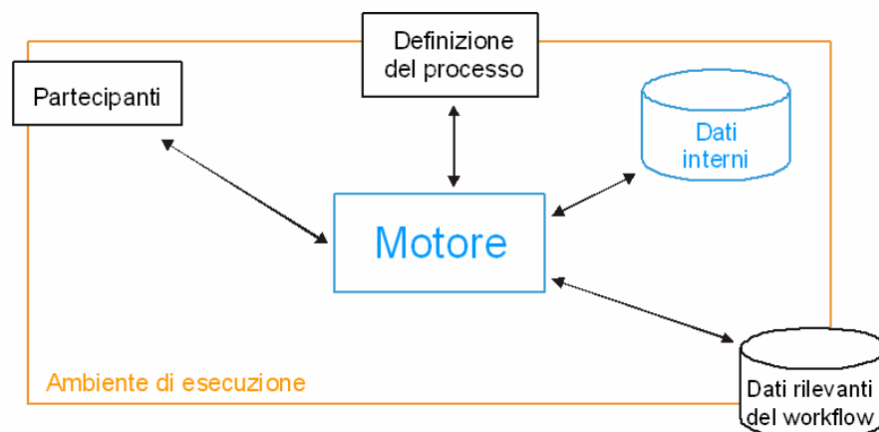 Definizione
del processo
Partecipanti
Dati
interni
Motore
Ambiente di esecuzione
Dati rilevanti
del workflow